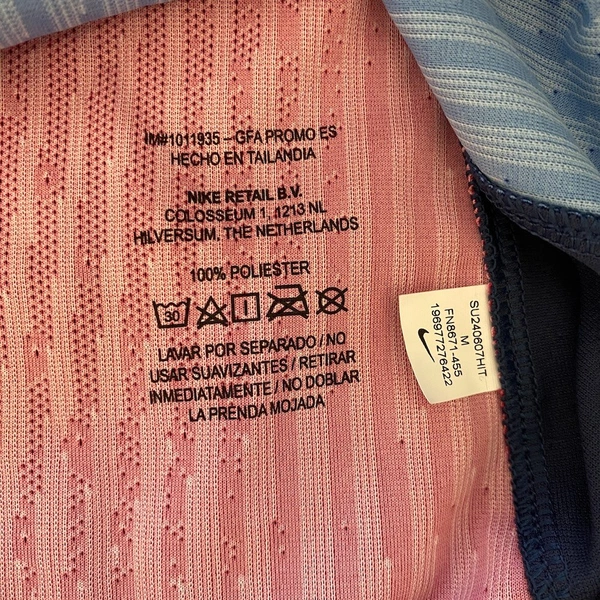 IM#1011935 – GFA PROMO ES
HECHO EN TAILANDIA
NIKE RETAIL B.V.
COLOSSEUM 1, 1213 NL
HILVERSUM, THE NETHERLANDS
100% POLIESTER
30
LAVAR POR SEPARADO / NO
USAR SUAVIZANTES / RETIRAR
INMEDIATAMENTE / NO DOBLAR
LA PRENDA MOJADA
SU240607HIT
M
FN8671-455
196977276422